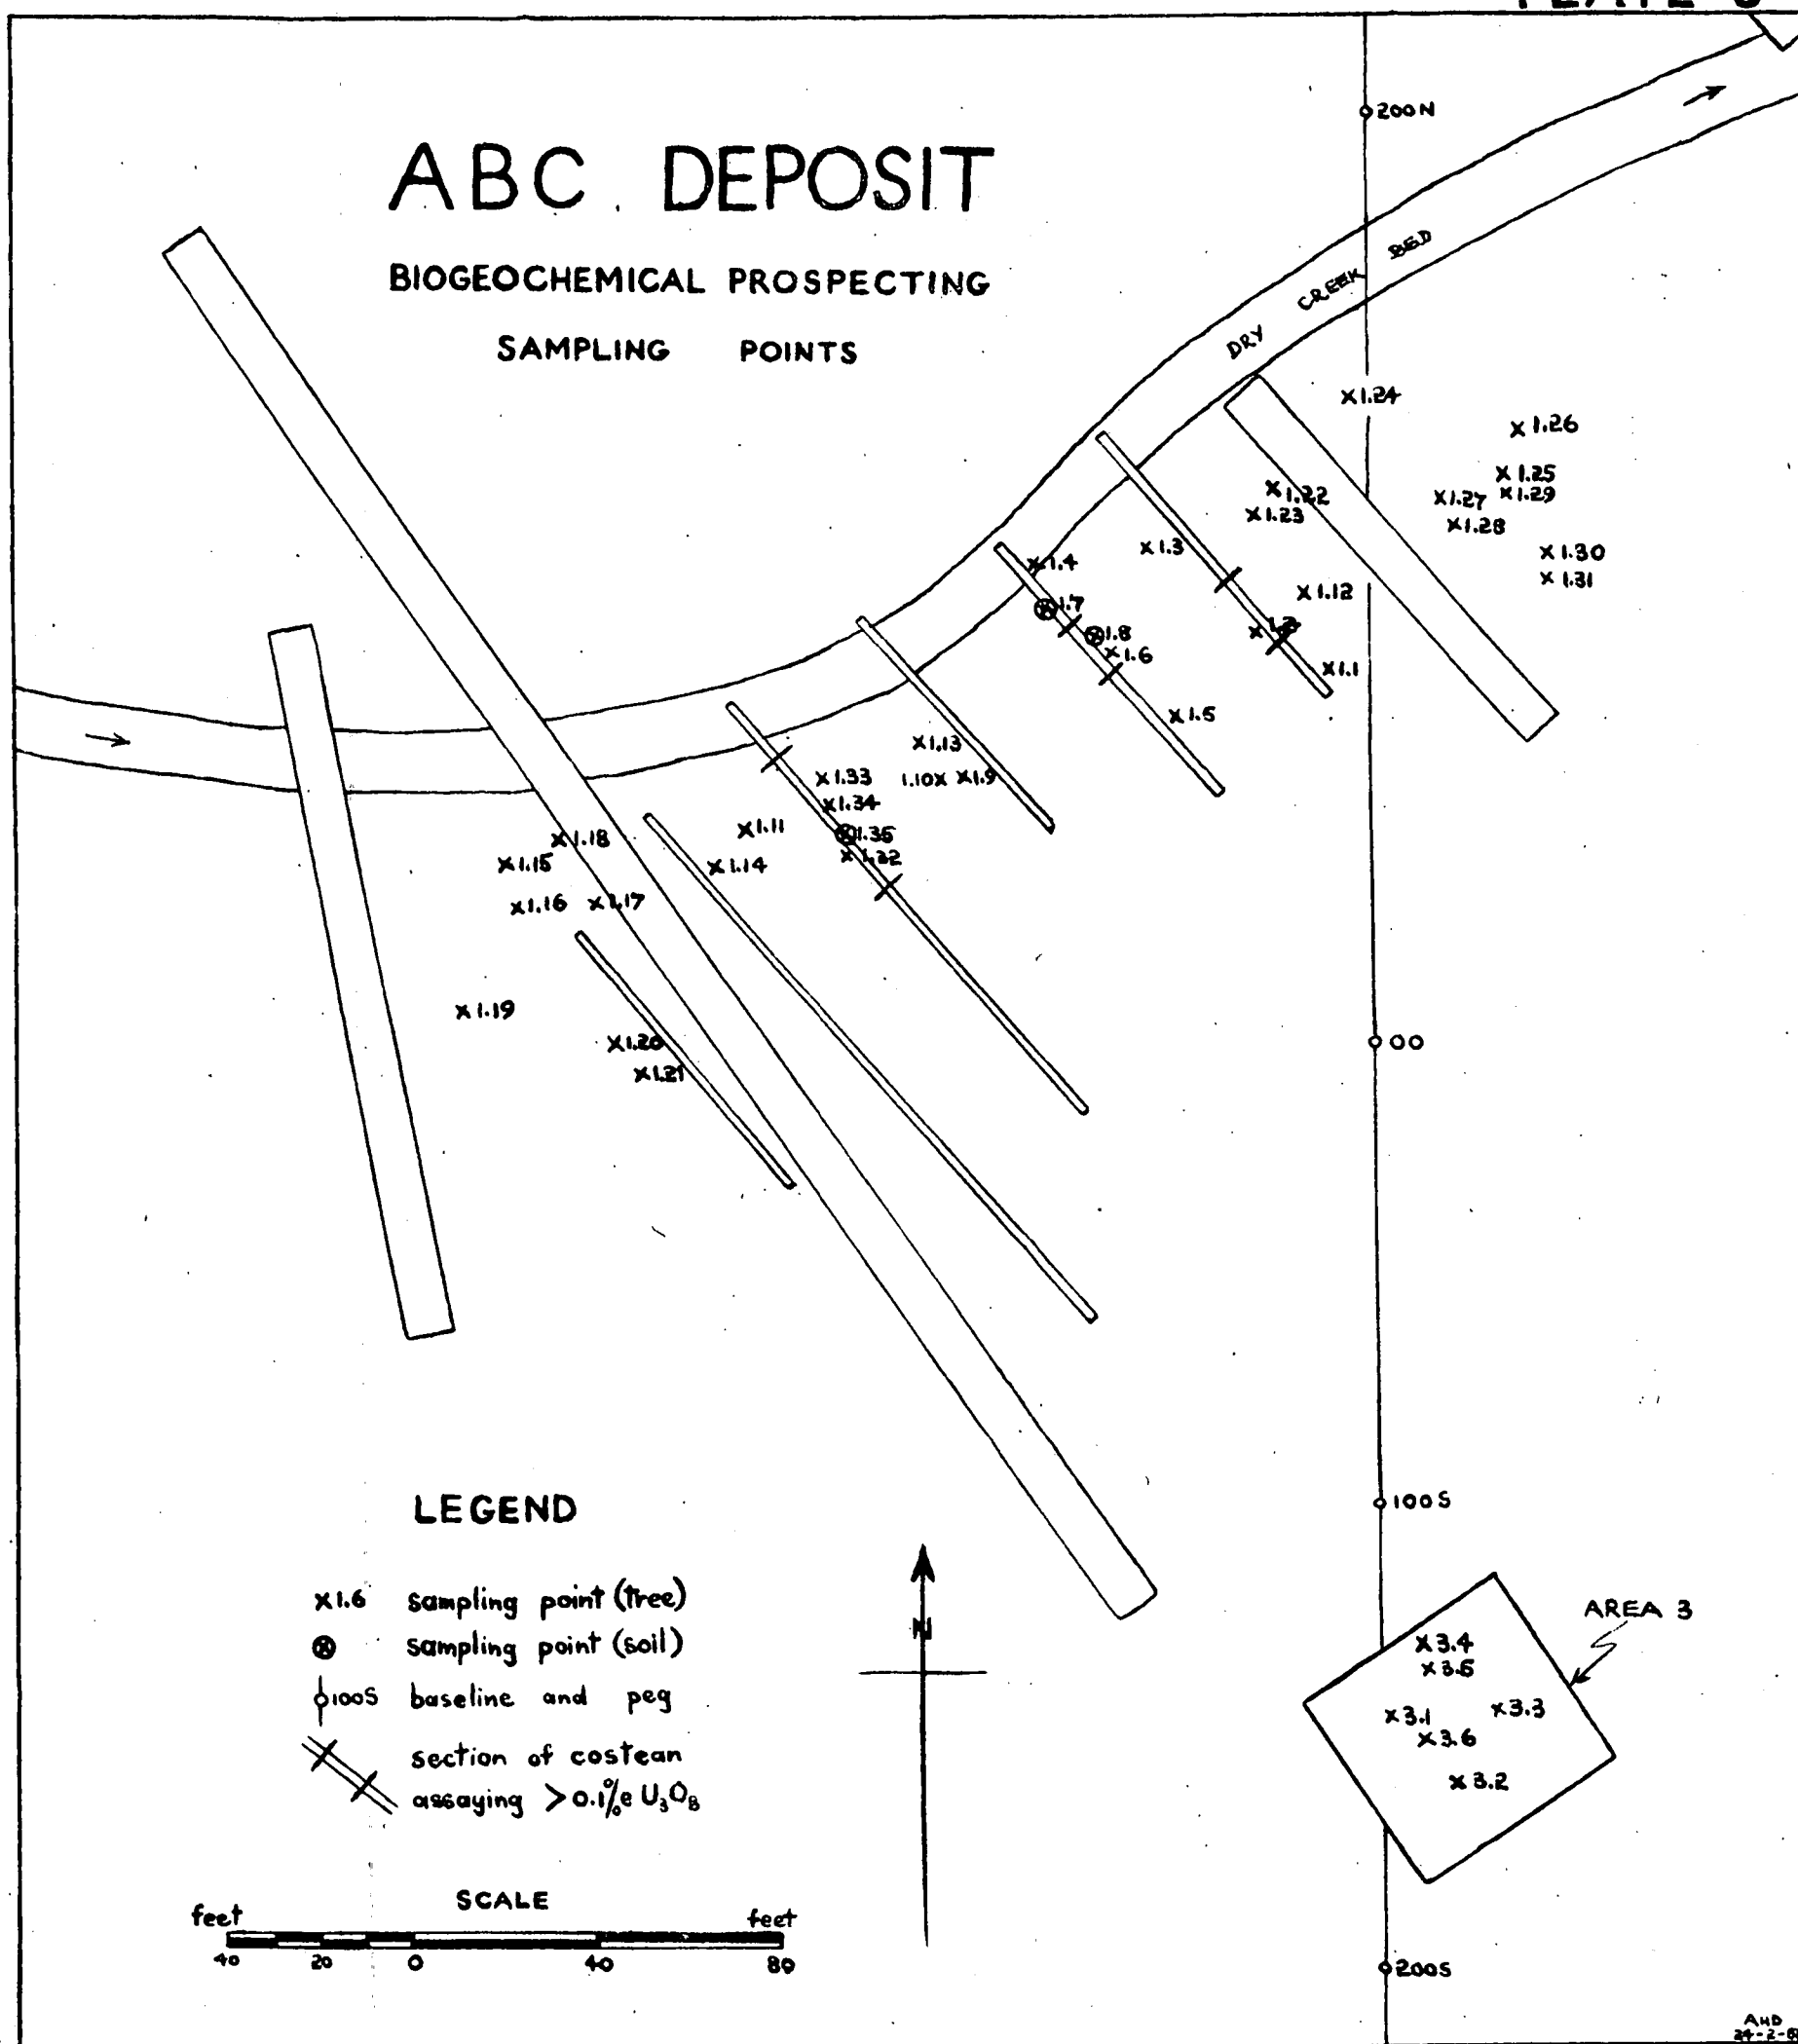 PLATE
200N
ABC DEPOSIT
BIOGEOCHEMICAL PROSPECTING
SAMPLING POINTS
DRY CREEK BED
x1.24
x1.26
x1.25
x1.27
x1.29
x1.28
x1.22
x1.23
x1.30
x1.31
x1.3
x1.4
x1.12
1.7
1.8
x1.6
x1.1
x1.5
x1.13
x1.33
1.10x
x1.9
x1.34
x1.11
1.35
x1.32
x1.14
x1.18
x1.15
x1.16
x1.17
x1.19
x1.20
x1.21
00
100S
LEGEND
x1.6 sampling point (tree)
⊗ sampling point (soil)
100S baseline and peg
section of costean
assaying >0.1%e U₃O₈
N
AREA 3
x3.4
x3.5
x3.1
x3.3
x3.6
x3.2
SCALE
feet feet
40 20 0 40 80
200S
AHD
24-2-